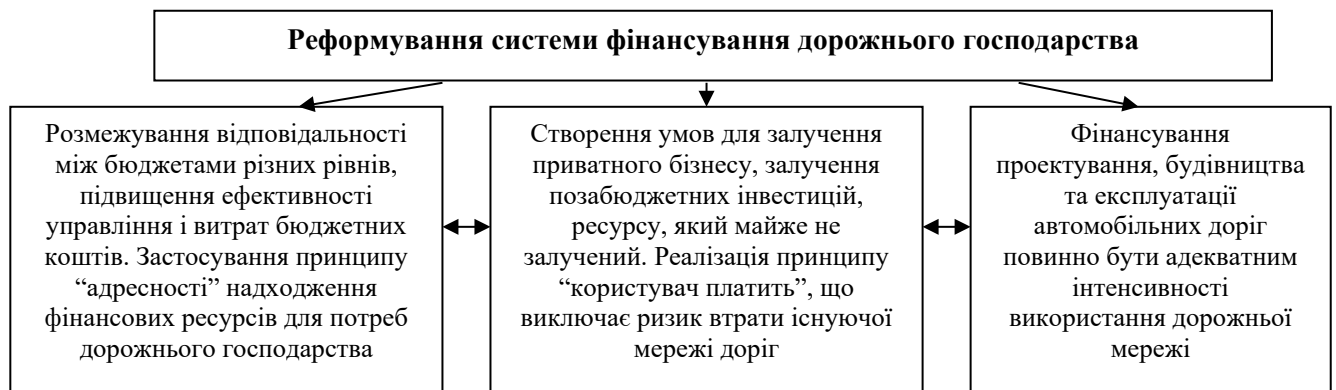 Реформування системи фінансування дорожнього господарства
Розмежування відповідальності
між бюджетами різних рівнів,
підвищення ефективності
управління і витрат бюджетних
коштів. Застосування принципу
“адресності” надходження
фінансових ресурсів для потреб
дорожнього господарства
Створення умов для залучення
приватного бізнесу, залучення
позабюджетних інвестицій,
ресурсу, який майже не
залучений. Реалізація принципу
“користувач платить”, що
виключає ризик втрати існуючої
мережі доріг
Фінансування
проектування, будівництва
та експлуатації
автомобільних доріг
повинно бути адекватним
інтенсивності
використання дорожньої
мережі